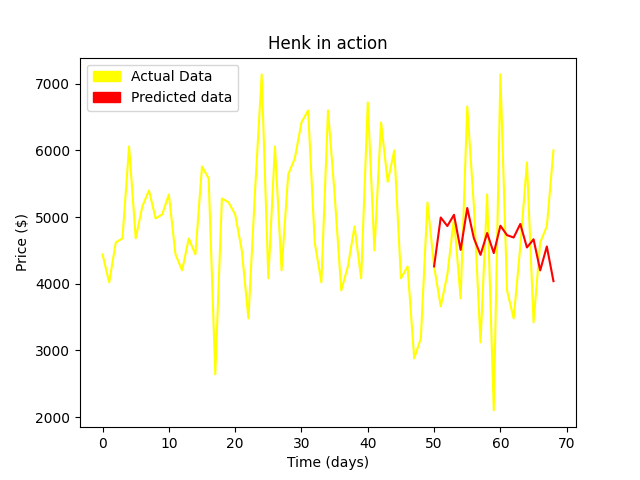 Henk in action
Actual Data
Predicted data
7000
6000
5000
4000
3000
2000
Price ($)
0 10 20 30 40 50 60 70
Time (days)